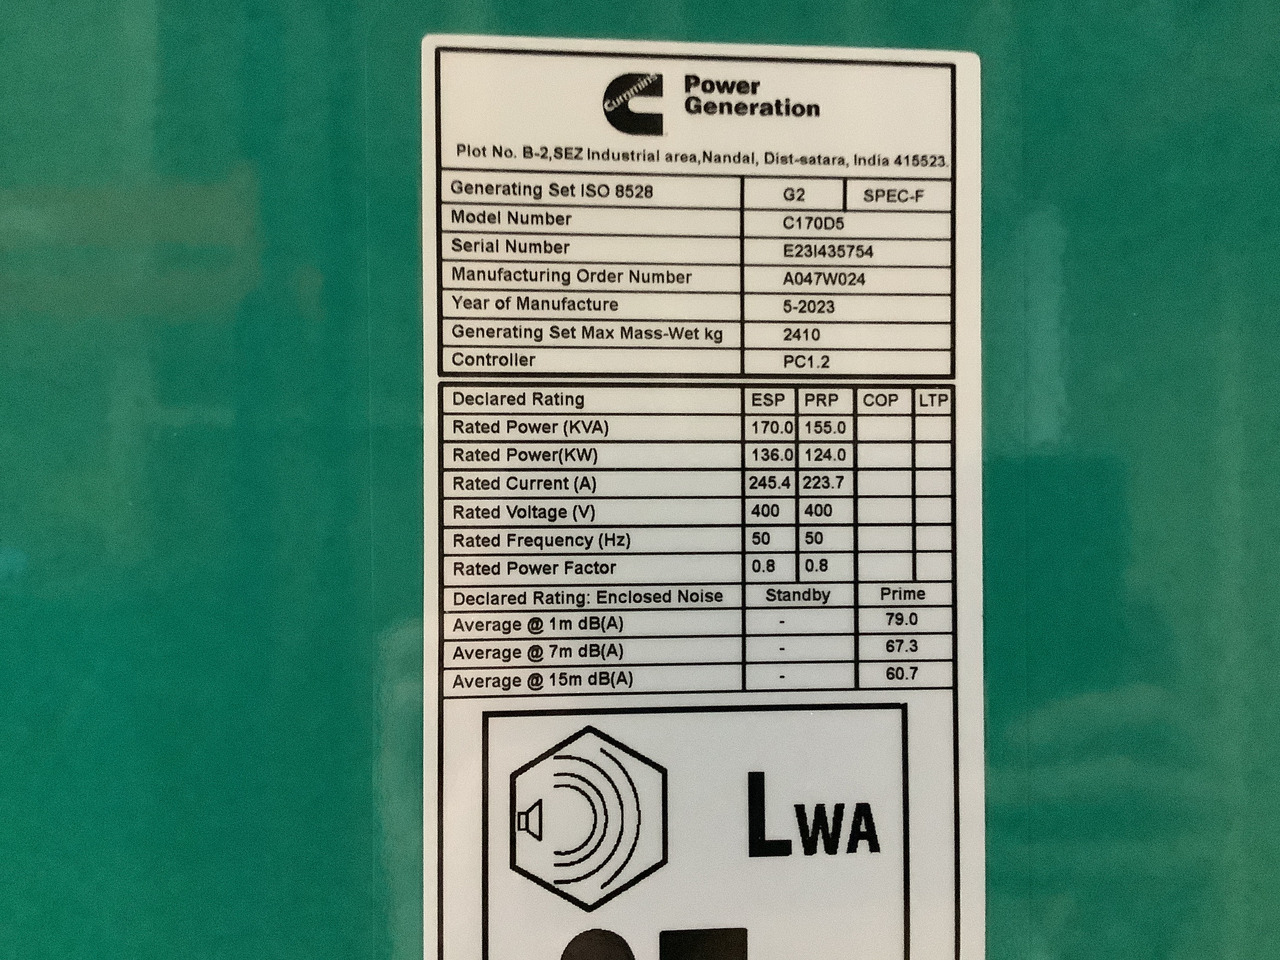 Cummins
Power
Generation
Plot No. B-2,SEZ Industrial area,Nandal, Dist-satara, India 415523.
Generating Set ISO 8528 G2 SPEC-F
Model Number C170D5
Serial Number E23I435754
Manufacturing Order Number A047W024
Year of Manufacture 5-2023
Generating Set Max Mass-Wet kg 2410
Controller PC1.2
Declared Rating ESP PRP COP LTP
Rated Power (KVA) 170.0 155.0
Rated Power(KW) 136.0 124.0
Rated Current (A) 245.4 223.7
Rated Voltage (V) 400 400
Rated Frequency (Hz) 50 50
Rated Power Factor 0.8 0.8
Declared Rating: Enclosed Noise Standby Prime
Average @ 1m dB(A) - 79.0
Average @ 7m dB(A) - 67.3
Average @ 15m dB(A) - 60.7
LWA